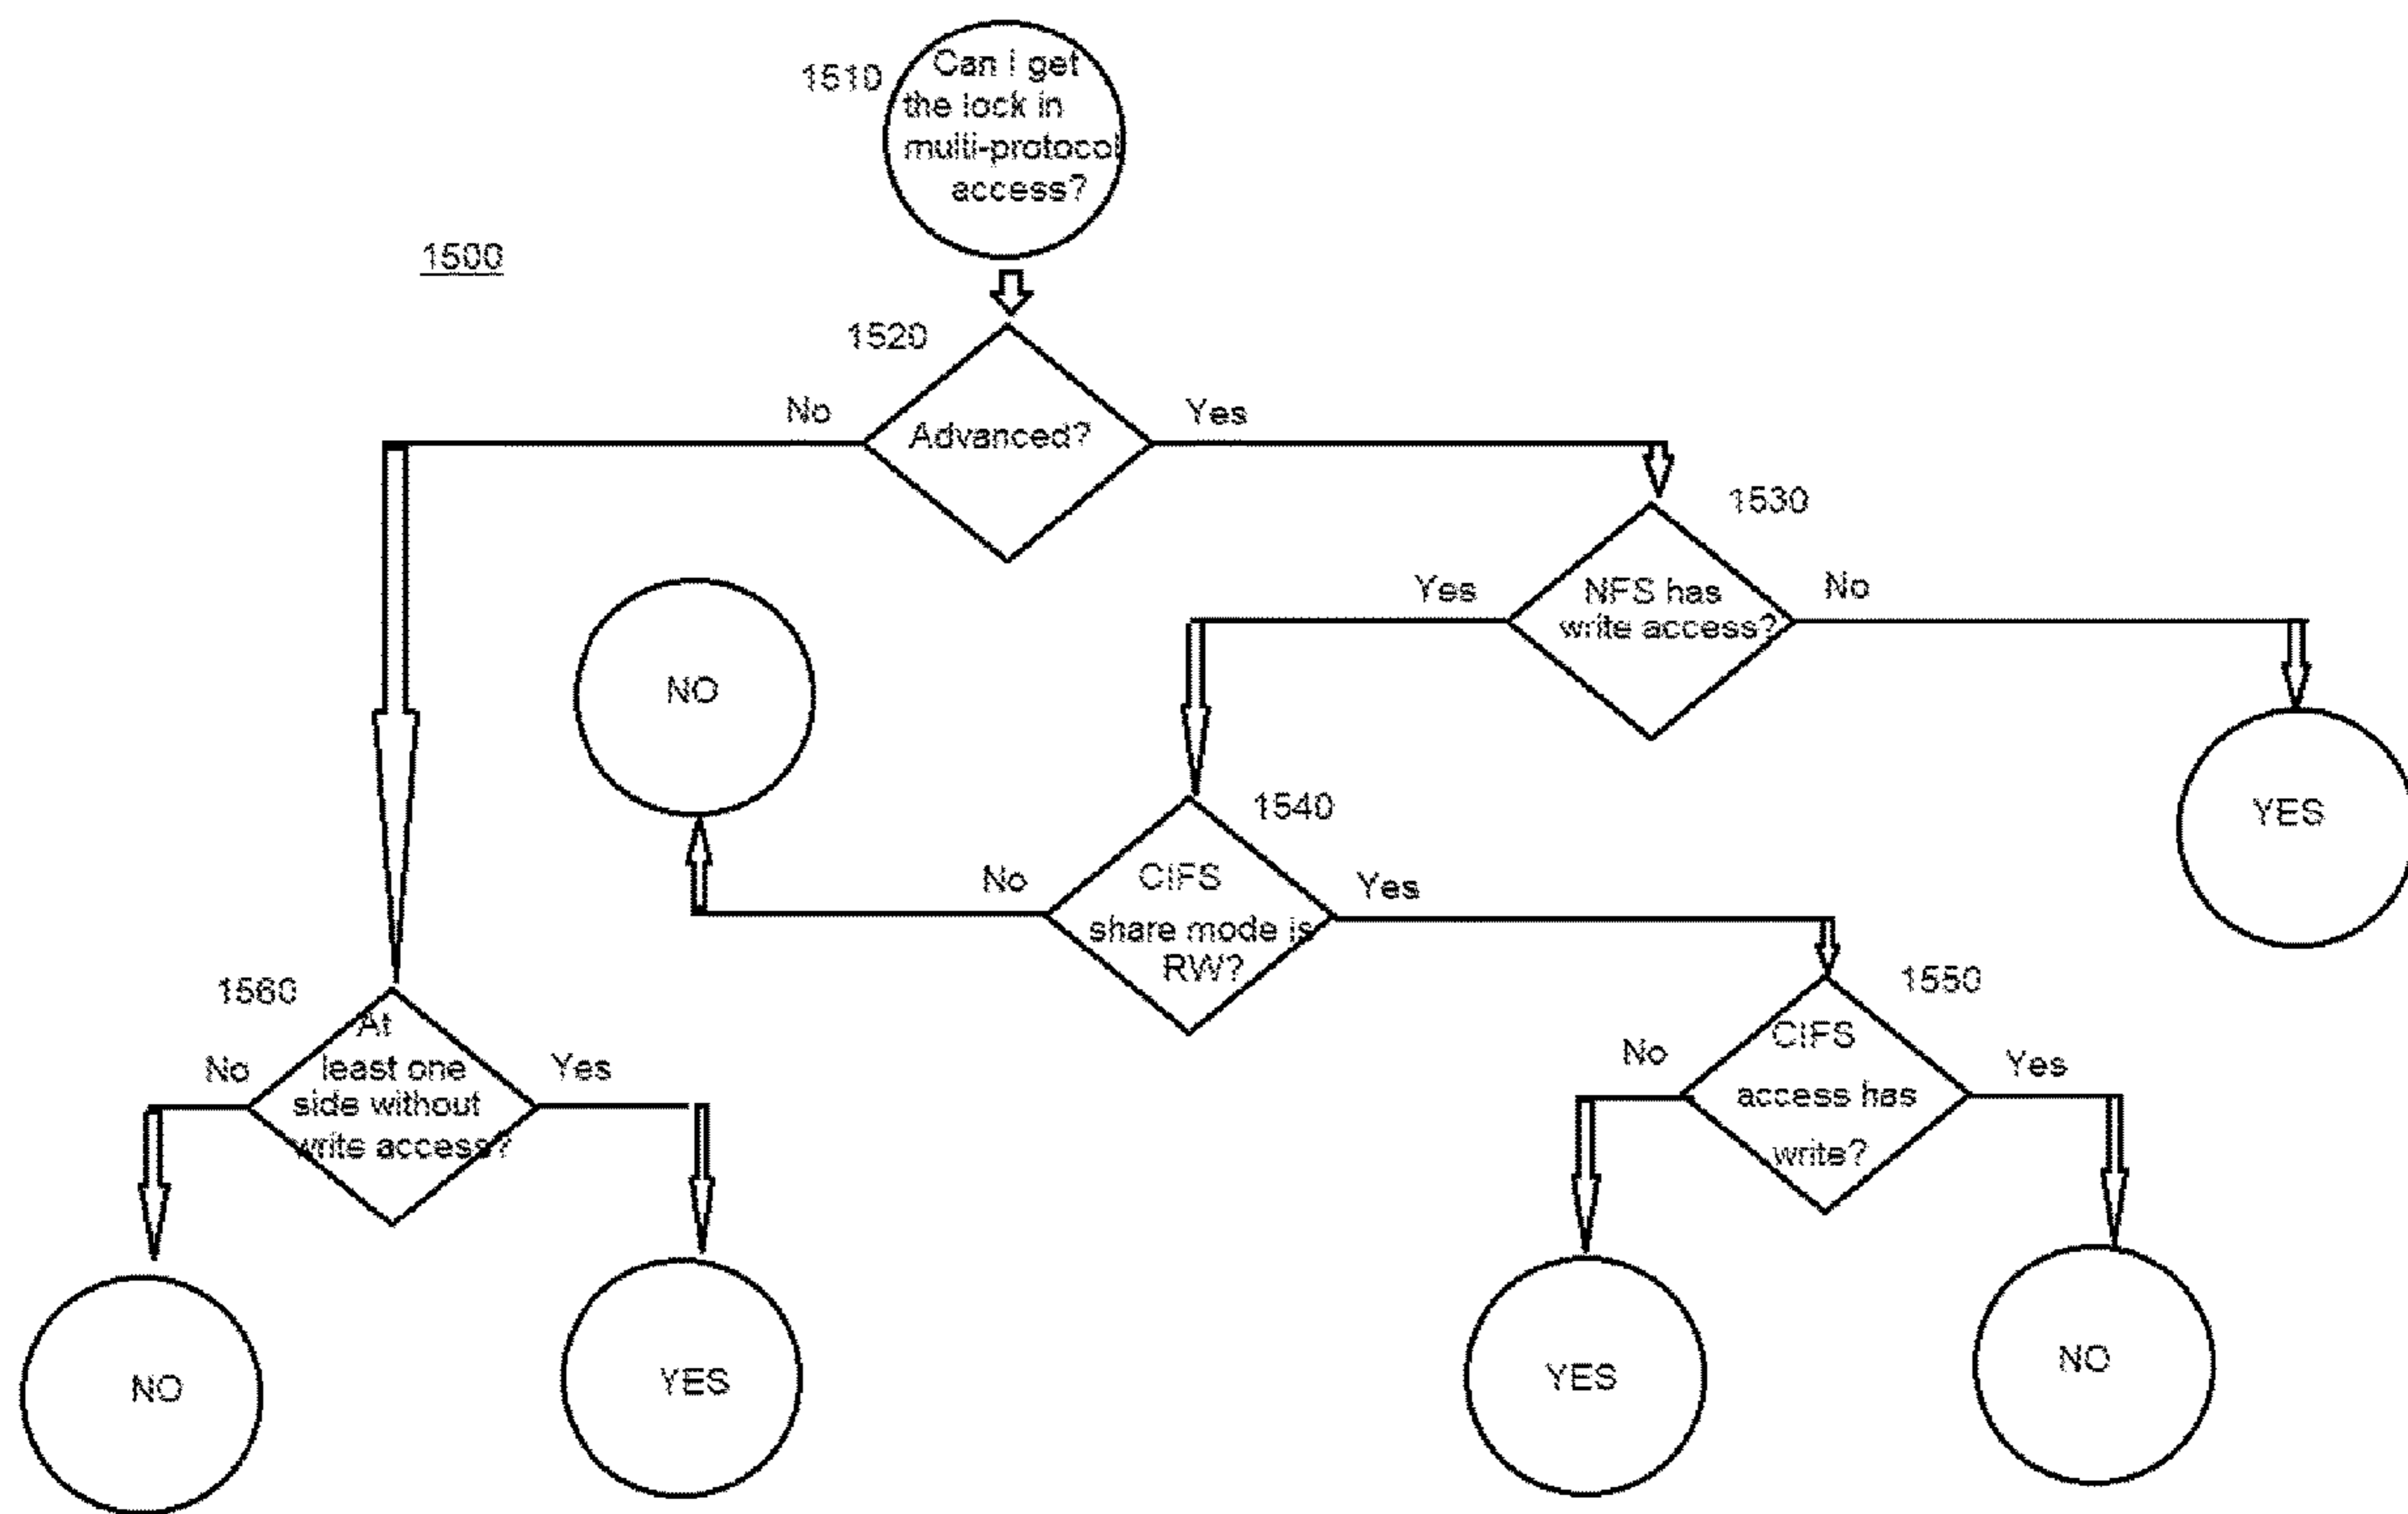 1510
Can I get
the lock in
multi-protocol
access?
1500
1520
No
Advanced?
Yes
1530
Yes
NFS has
write access?
No
NO
YES
1540
No
CIFS
share mode is
RW?
Yes
1550
1560
At
least one
side without
write access?
No
Yes
CIFS
access has
write?
No
Yes
NO
YES
YES
NO